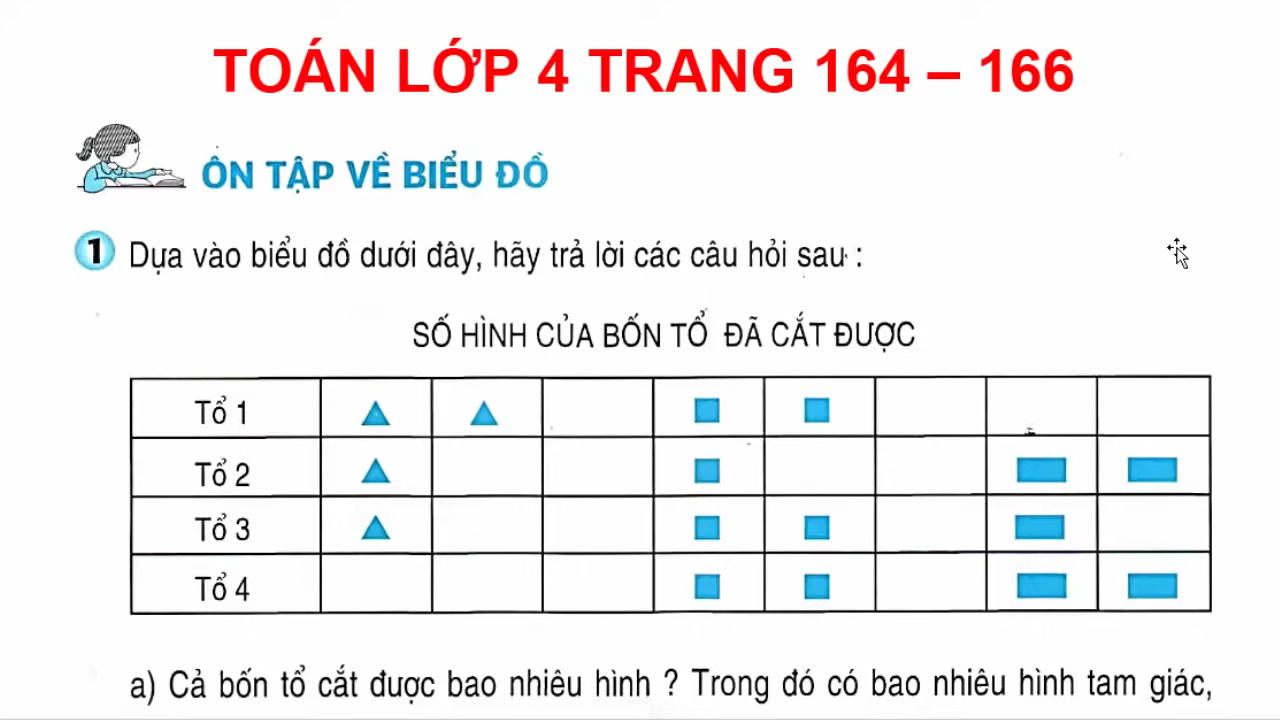 TOÁN LỚP 4 TRANG 164 – 166
ÔN TẬP VỀ BIỂU ĐỒ
1 Dựa vào biểu đồ dưới đây, hãy trả lời các câu hỏi sau :
SỐ HÌNH CỦA BỐN TỔ ĐÃ CẮT ĐƯỢC
Tổ 1
Tổ 2
Tổ 3
Tổ 4
a) Cả bốn tổ cắt được bao nhiêu hình ? Trong đó có bao nhiêu hình tam giác,